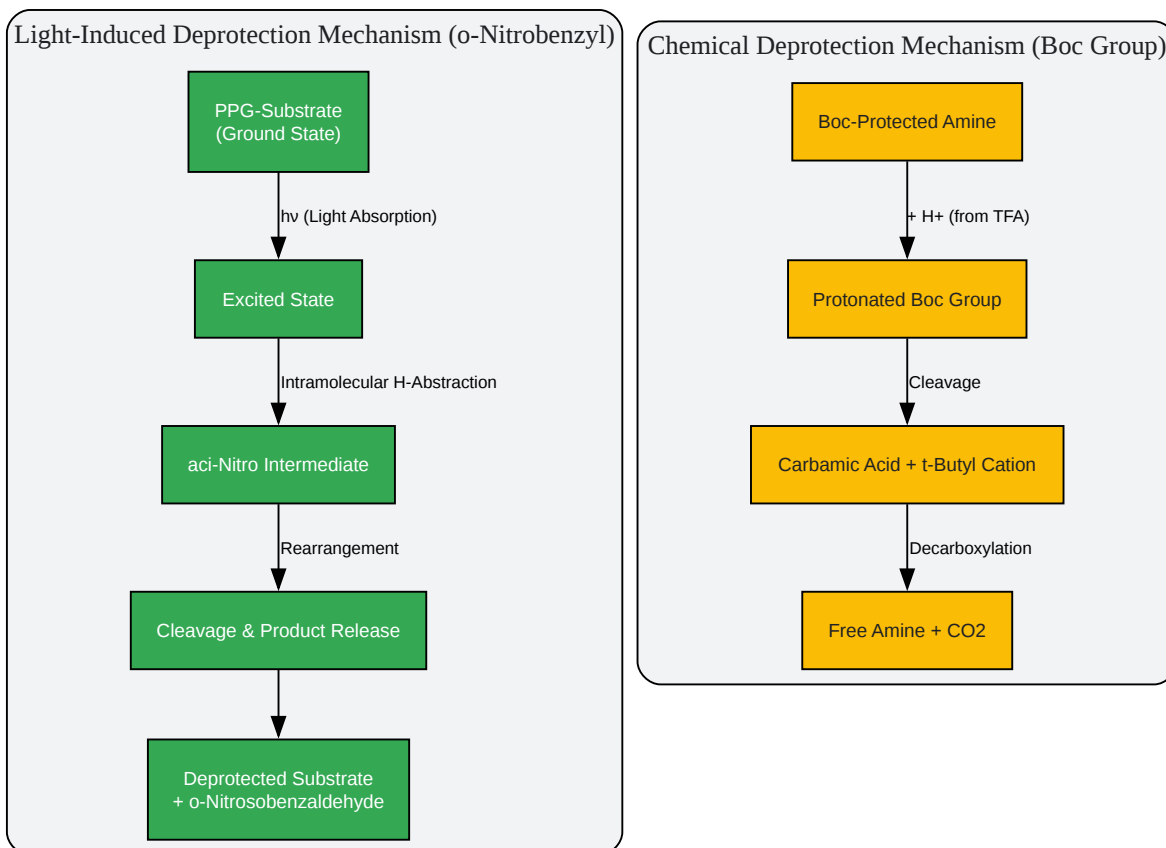 Light-Induced Deprotection Mechanism (o-Nitrobenzyl)
PPG-Substrate
(Ground State)
hν (Light Absorption)
Excited State
Intramolecular H-Abstraction
aci-Nitro Intermediate
Rearrangement
Cleavage & Product Release
Deprotected Substrate
+ o-Nitrosobenzaldehyde
Chemical Deprotection Mechanism (Boc Group)
Boc-Protected Amine
+ H+ (from TFA)
Protonated Boc Group
Cleavage
Carbamic Acid + t-Butyl Cation
Decarboxylation
Free Amine + CO2